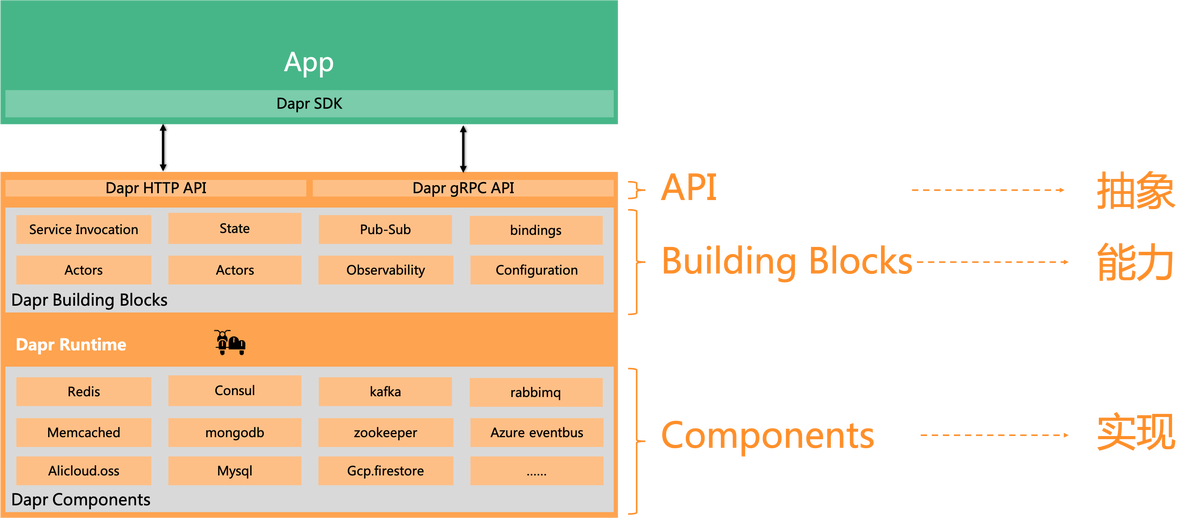 App
Dapr SDK
Dapr HTTP API
Dapr gRPC API
Service Invocation
State
Pub-Sub
bindings
Actors
Actors
Observability
Configuration
Dapr Building Blocks
Dapr Runtime
Redis
Consul
kafka
rabbimq
Memcached
mongodb
zookeeper
Azure eventbus
Alicloud.oss
Mysql
Gcp.firestore
......
Dapr Components
API
抽象
Building Blocks
能力
Components
实现